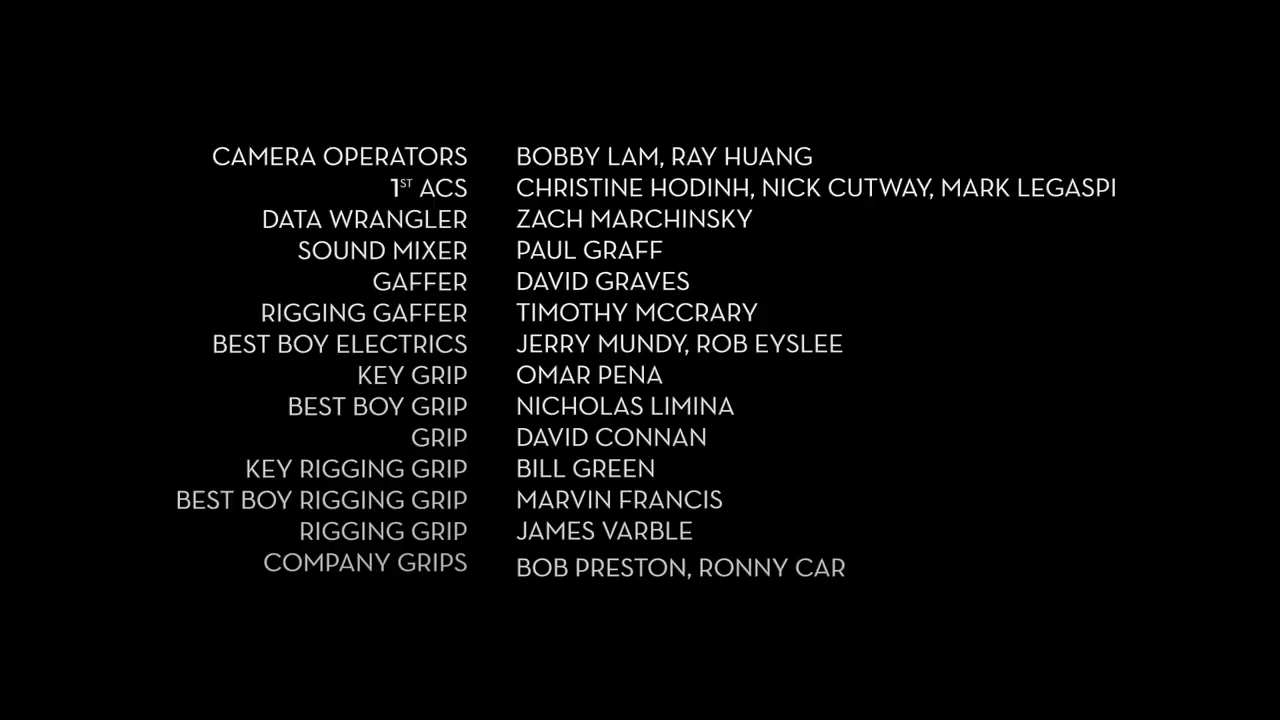 CAMERA OPERATORS BOBBY LAM, RAY HUANG
1ST ACS CHRISTINE HODINH, NICK CUTWAY, MARK LEGASPI
DATA WRANGLER ZACH MARCHINSKY
SOUND MIXER PAUL GRAFF
GAFFER DAVID GRAVES
RIGGING GAFFER TIMOTHY MCCRARY
BEST BOY ELECTRICS JERRY MUNDY, ROB EYSLEE
KEY GRIP OMAR PENA
BEST BOY GRIP NICHOLAS LIMINA
GRIP DAVID CONNAN
KEY RIGGING GRIP BILL GREEN
BEST BOY RIGGING GRIP MARVIN FRANCIS
RIGGING GRIP JAMES VARBLE
COMPANY GRIPS BOB PRESTON, RONNY CAR